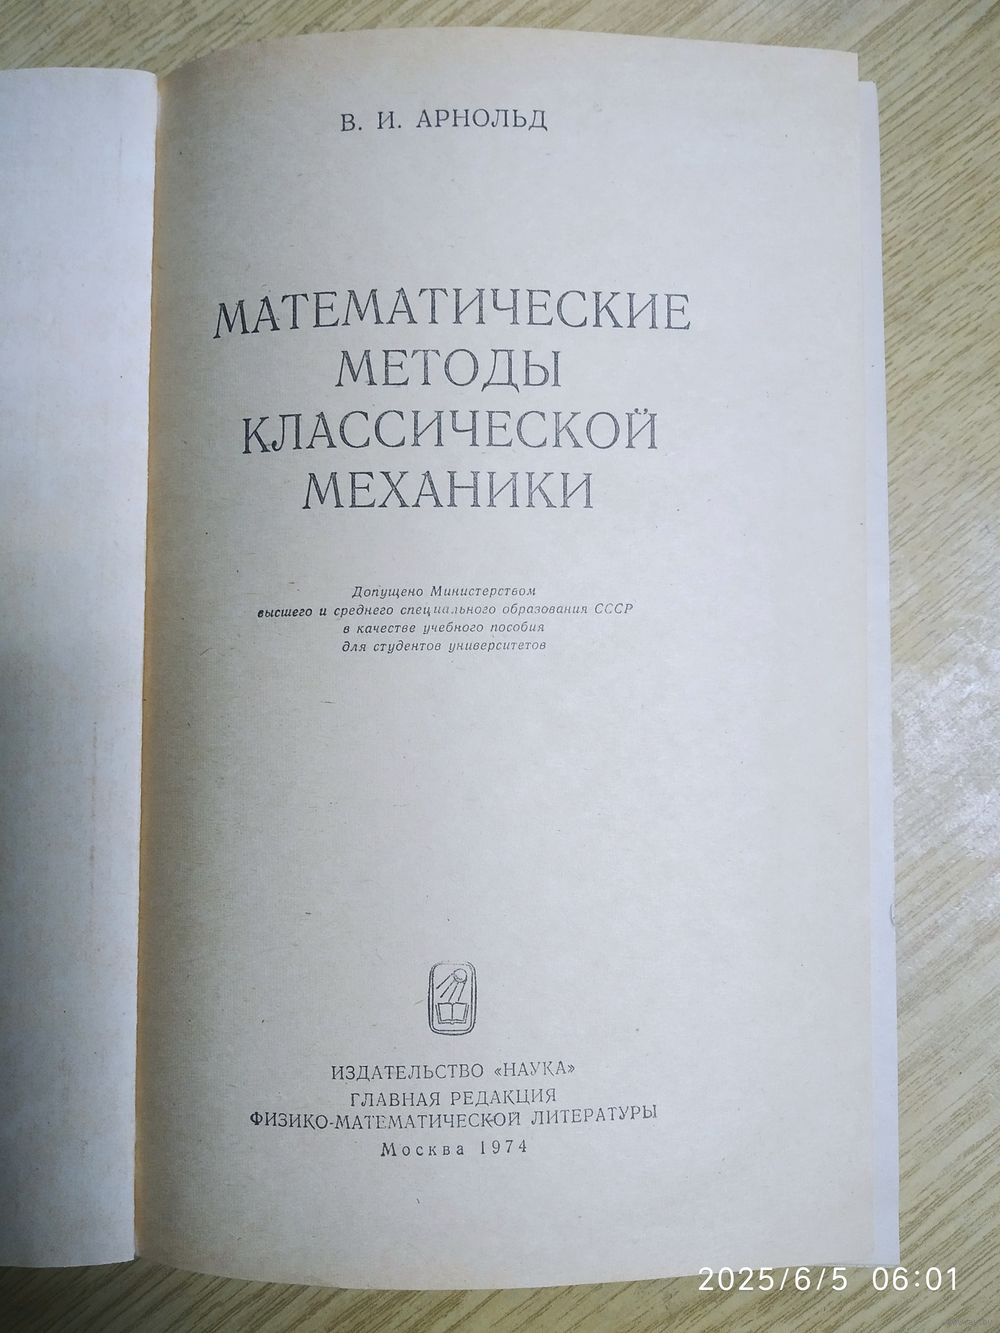 В. И. АРНОЛЬД
МАТЕМАТИЧЕСКИЕ
МЕТОДЫ
КЛАССИЧЕСКОЙ
МЕХАНИКИ
Допущено Министерством
высшего и среднего специального образования СССР
в качестве учебного пособия
для студентов университетов
ИЗДАТЕЛЬСТВО «НАУКА»
ГЛАВНАЯ РЕДАКЦИЯ
ФИЗИКО-МАТЕМАТИЧЕСКОЙ ЛИТЕРАТУРЫ
Москва 1974
2025/6/5 06:01